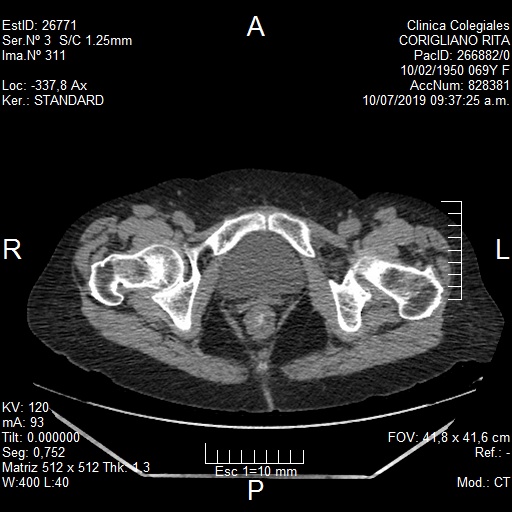 EstID: 26771
Ser.Nº 3 S/C 1.25mm
Ima.Nº 311
Loc: -337,8 Ax
Ker.: STANDARD
A
Clinica Colegiales
CORIGLIANO RITA
PacID: 266882/0
10/02/1950 069Y F
AccNum: 828381
10/07/2019 09:37:25 a.m.
R
L
KV: 120
mA: 93
Tilt: 0.000000
Seg: 0,752
Matriz 512 x 512 Thk: 1.3
W:400 L:40
Esc 1=10 mm
P
FOV: 41,8 x 41,6 cm
Ref.: -
Mod.: CT